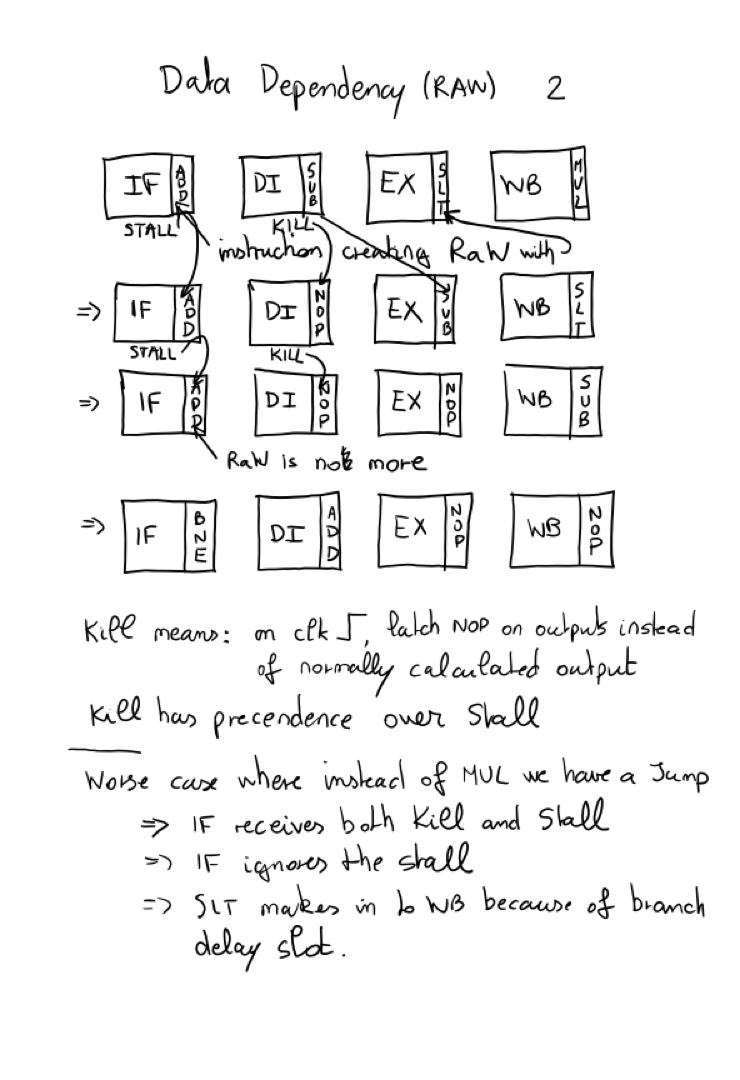 Data Dependency (RAW) 2
IF ADD DI SUB EX SLT WB MUL
STALL KILL
instruction creating RaW with
=> IF ADD DI NOP EX SUB WB SLT
STALL KILL
=> IF ADD DI NOP EX NOP WB SUB
RaW is not more
=> IF BNE DI ADD EX NOP WB NOP
Kill means: on clk ⎍, latch NOP on outputs instead
of normally calculated output
Kill has precendence over Stall
Worse case where instead of MUL we have a Jump
=> IF receives both Kill and Stall
=> IF ignores the stall
=> SLT makes in to WB because of branch
delay slot.